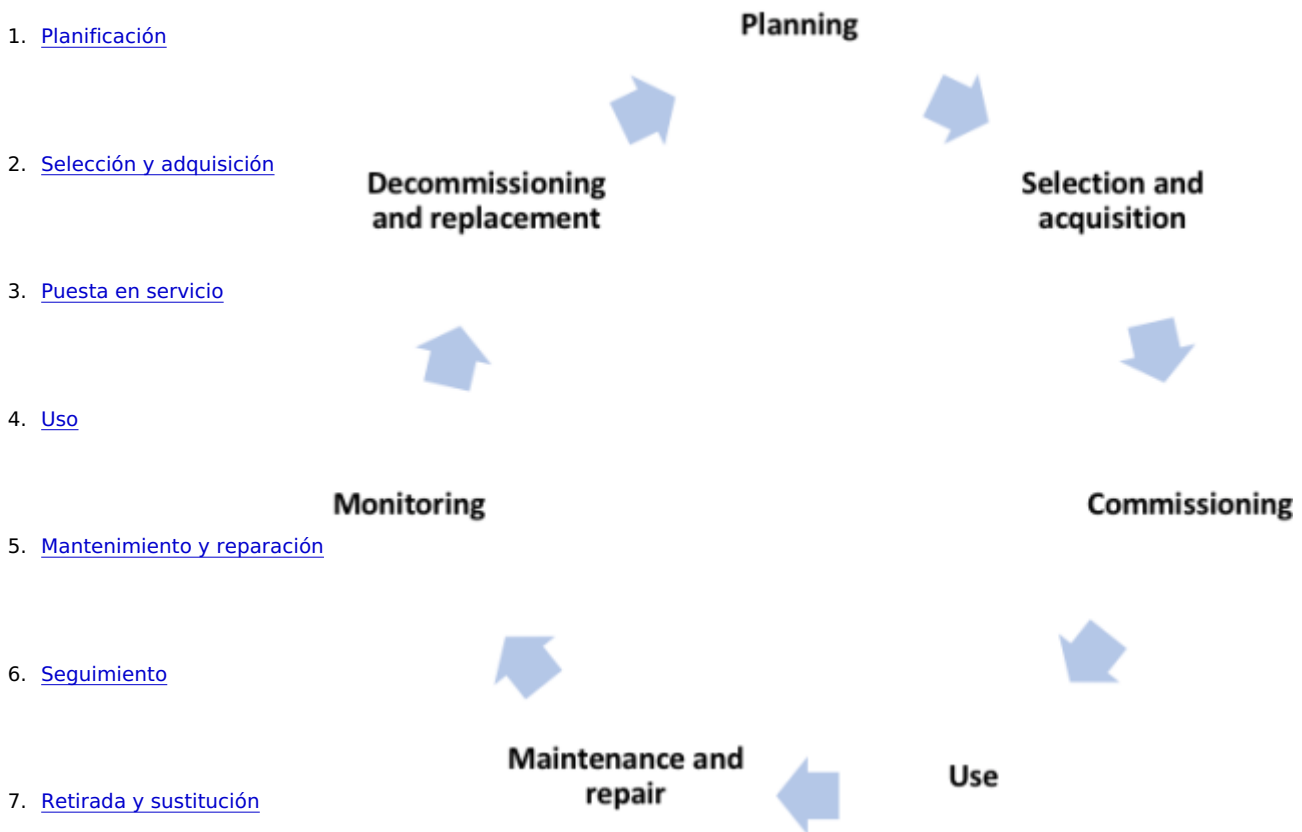 1. Planificación
2. Selección y adquisición
3. Puesta en servicio
4. Uso
5. Mantenimiento y reparación
6. Seguimiento
7. Retirada y sustitución
Planning
Selection and
acquisition
Commissioning
Use
Maintenance and
repair
Monitoring
Decommissioning
and replacement